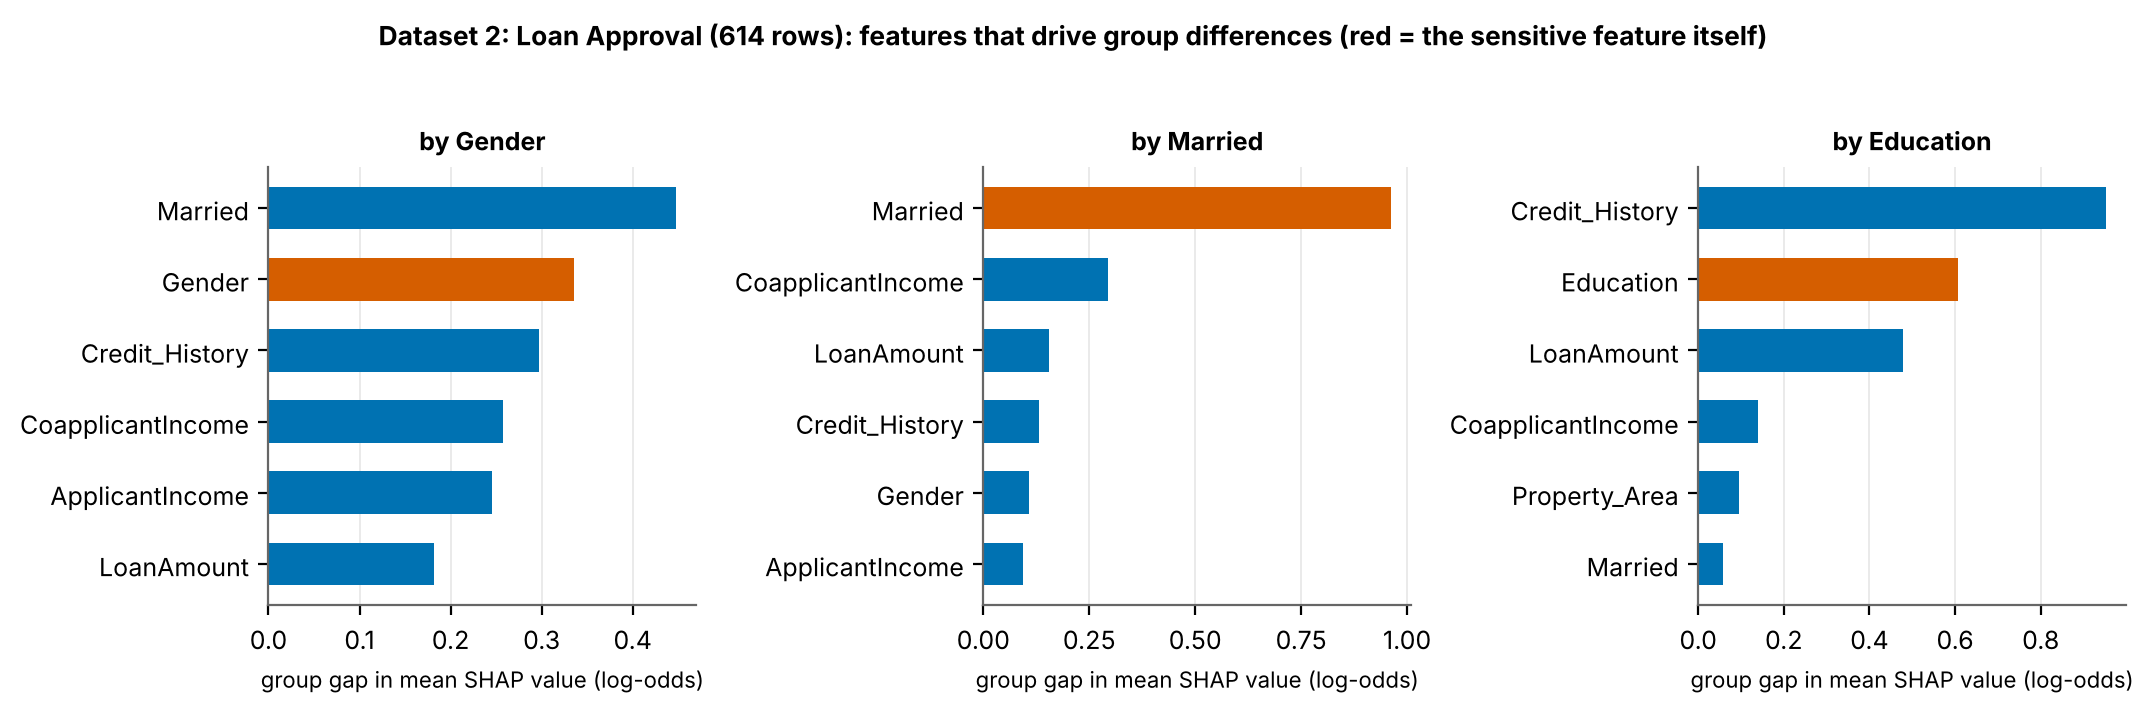 Dataset 2: Loan Approval (614 rows): features that drive group differences (red = the sensitive feature itself)
by Gender
Married
Gender
Credit_History
CoapplicantIncome
ApplicantIncome
LoanAmount
0.0 0.1 0.2 0.3 0.4
group gap in mean SHAP value (log-odds)
by Married
Married
CoapplicantIncome
LoanAmount
Credit_History
Gender
ApplicantIncome
0.00 0.25 0.50 0.75 1.00
group gap in mean SHAP value (log-odds)
by Education
Credit_History
Education
LoanAmount
CoapplicantIncome
Property_Area
Married
0.0 0.2 0.4 0.6 0.8
group gap in mean SHAP value (log-odds)